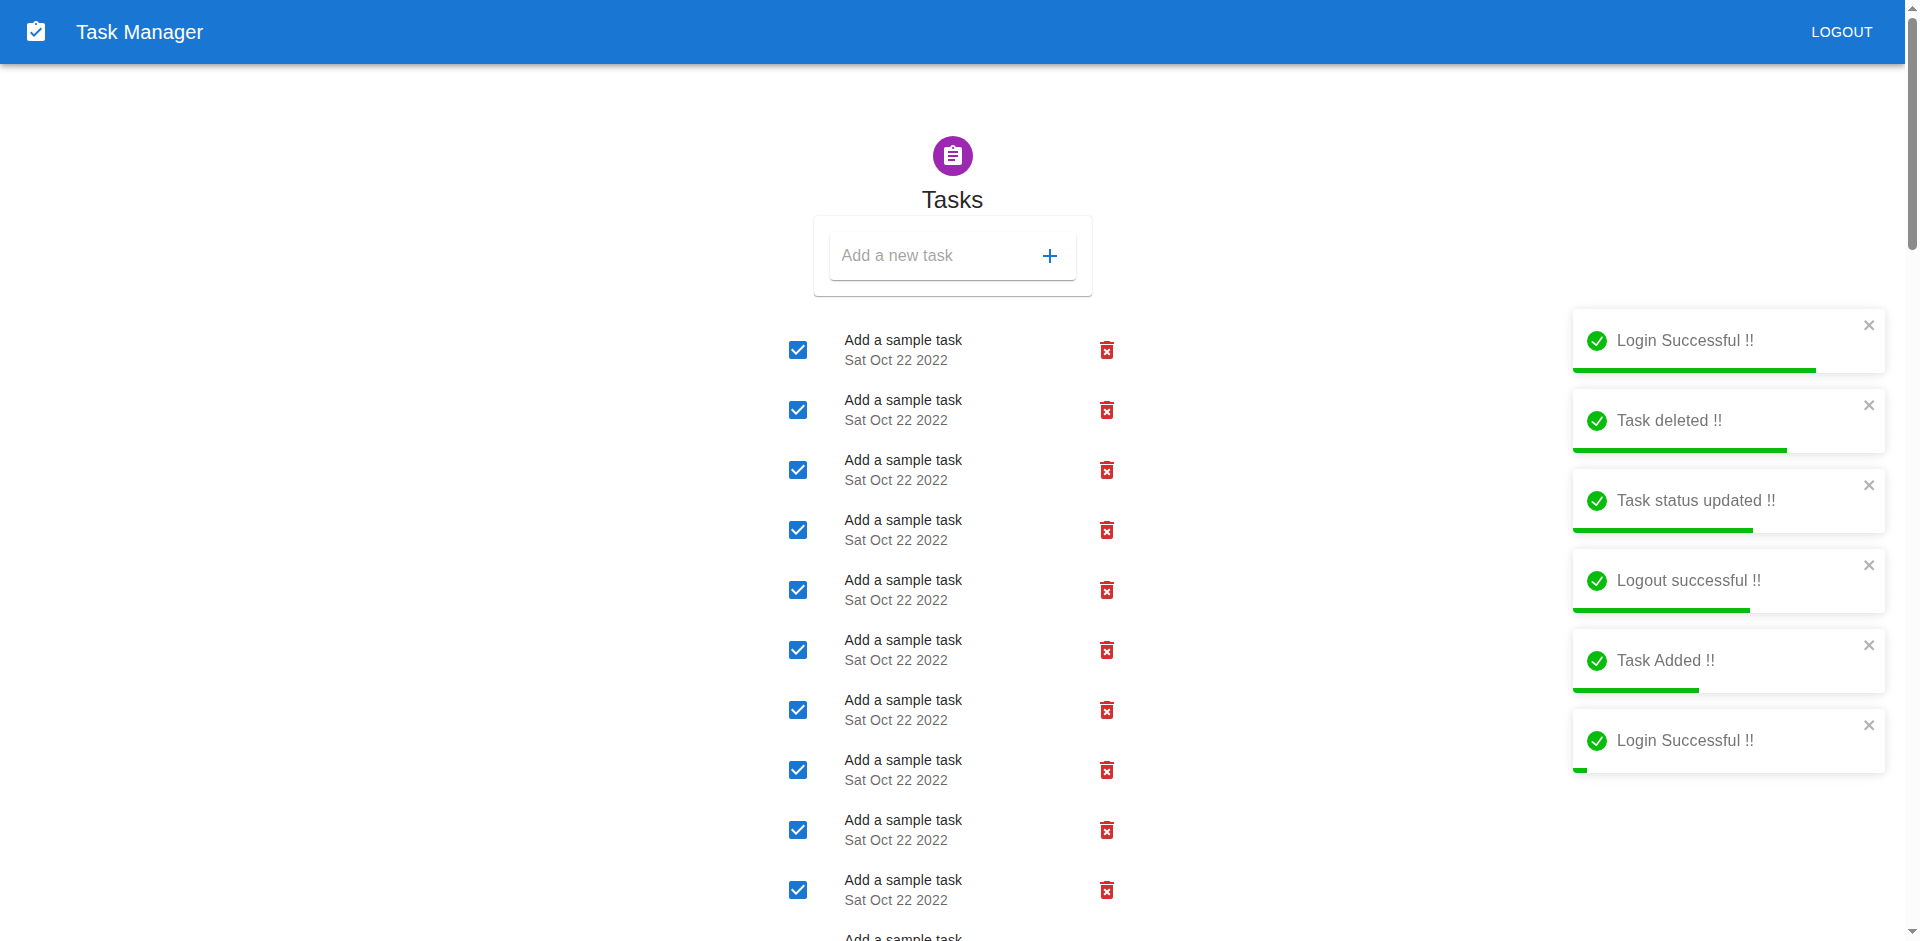 Task Manager
LOGOUT
Tasks
Add a new task
Add a sample task
Sat Oct 22 2022
Add a sample task
Sat Oct 22 2022
Add a sample task
Sat Oct 22 2022
Add a sample task
Sat Oct 22 2022
Add a sample task
Sat Oct 22 2022
Add a sample task
Sat Oct 22 2022
Add a sample task
Sat Oct 22 2022
Add a sample task
Sat Oct 22 2022
Add a sample task
Sat Oct 22 2022
Add a sample task
Sat Oct 22 2022
Add a sample task
Login Successful !!
Task deleted !!
Task status updated !!
Logout successful !!
Task Added !!
Login Successful !!